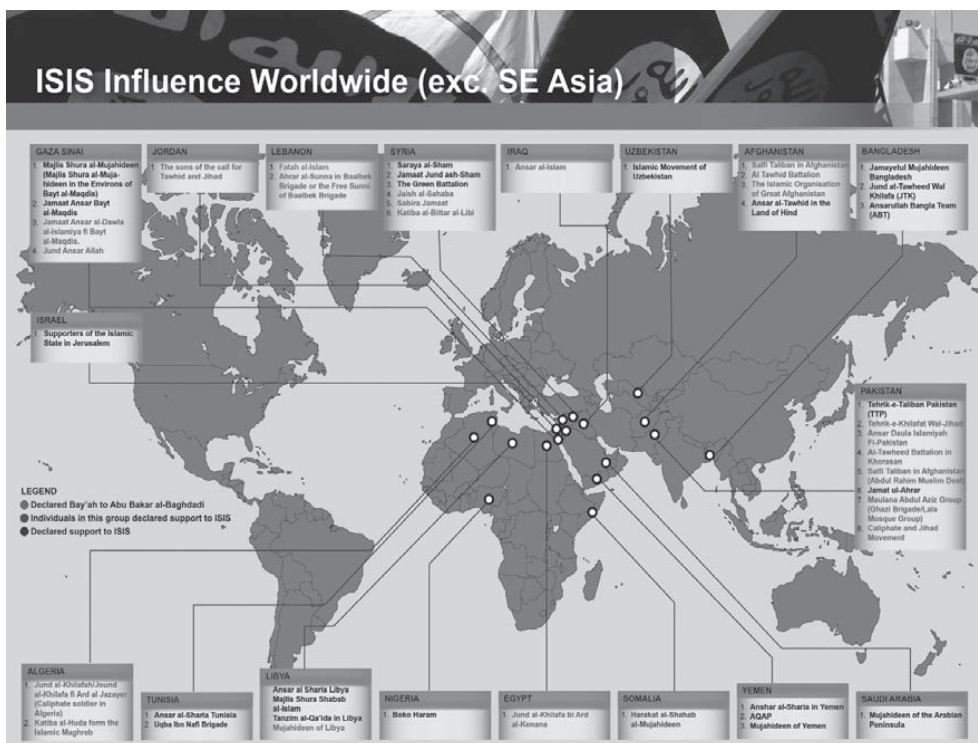 ISIS Influence Worldwide (exc. SE Asia)
GAZA SINAI
1. Majlis Shura al-Mujahideen
(Majlis Shura al-Muja-
hideen in the Environs of
Bayt al-Maqdis)
2. Jamaat Ansar Bayt
al-Maqdis
3. Jamaat Ansar al-Dawla
al-Islamiya fi Bayt
al-Maqdis.
4. Jund Ansar Allah
JORDAN
1. The sons of the call for
Tawhid and Jihad
LEBANON
1. Fatah al-Islam
2. Ahrar al-Sunna in Baalbek
Brigade or the Free Sunni
of Baalbek Brigade
SYRIA
1. Saraya al-Sham
2. Jamaat Jund ash-Sham
3. The Green Battalion
4. Jaish al-Sahaba
5. Sabira Jamaat
6. Katiba al-Bittar al-Libi
IRAQ
1. Ansar al-Islam
UZBEKISTAN
1. Islamic Movement of
Uzbekistan
AFGHANISTAN
1. Salfi Taliban in Afghanistan
2. Al Tawhid Battalion
3. The Islamic Organisation
of Great Afghanistan
4. Ansar al-Tawhid in the
Land of Hind
BANGLADESH
1. Jamayetul Mujahideen
Bangladesh
2. Jund al-Tawheed Wal
Khilafa (JTK)
3. Ansarullah Bangla Team
(ABT)
ISRAEL
1. Supporters of the Islamic
State in Jerusalem
PAKISTAN
1. Tehrik-e-Taliban Pakistan
(TTP)
2. Tehrik-e-Khilafat Wal-Jihad
3. Ansar Daula Islamiyah
Fi-Pakistan
4. Al-Tawheed Battalion in
Khorasan
5. Salfi Taliban in Afghanistan
(Abdul Rahim Muslim Dost)
6. Jamat ul-Ahrar
7. Maulana Abdul Aziz Group
(Ghazi Brigade/Lala
Mosque Group)
8. Caliphate and Jihad
Movement
LEGEND
Declared Bay'ah to Abu Bakar al-Baghdadi
Individuals in this group declared support to ISIS
Declared support to ISIS
ALGERIA
1. Jund al-Khilafah/Jound
al-Khilafa fi Ard al Jazayer
(Caliphate soldier in
Algeria)
2. Katiba al-Huda form the
Islamic Maghreb
TUNISIA
1. Ansar al-Sharia Tunisia
2. Uqba Ibn Nafi Brigade
LIBYA
Ansar al Sharia Libya
Majlis Shura Shabab
al-Islam
Tanzim al-Qa'ida in Libya
Mujahideen of Libya
NIGERIA
1. Boko Haram
EGYPT
1. Jund al-Khilafa bi Ard
al-Kenana
SOMALIA
1. Harakat al-Shahab
al-Mujahideen
YEMEN
1. Anshar al-Sharia in Yemen
2. AQAP
3. Mujahideen of Yemen
SAUDI ARABIA
1. Mujahideen of the Arabian
Peninsula